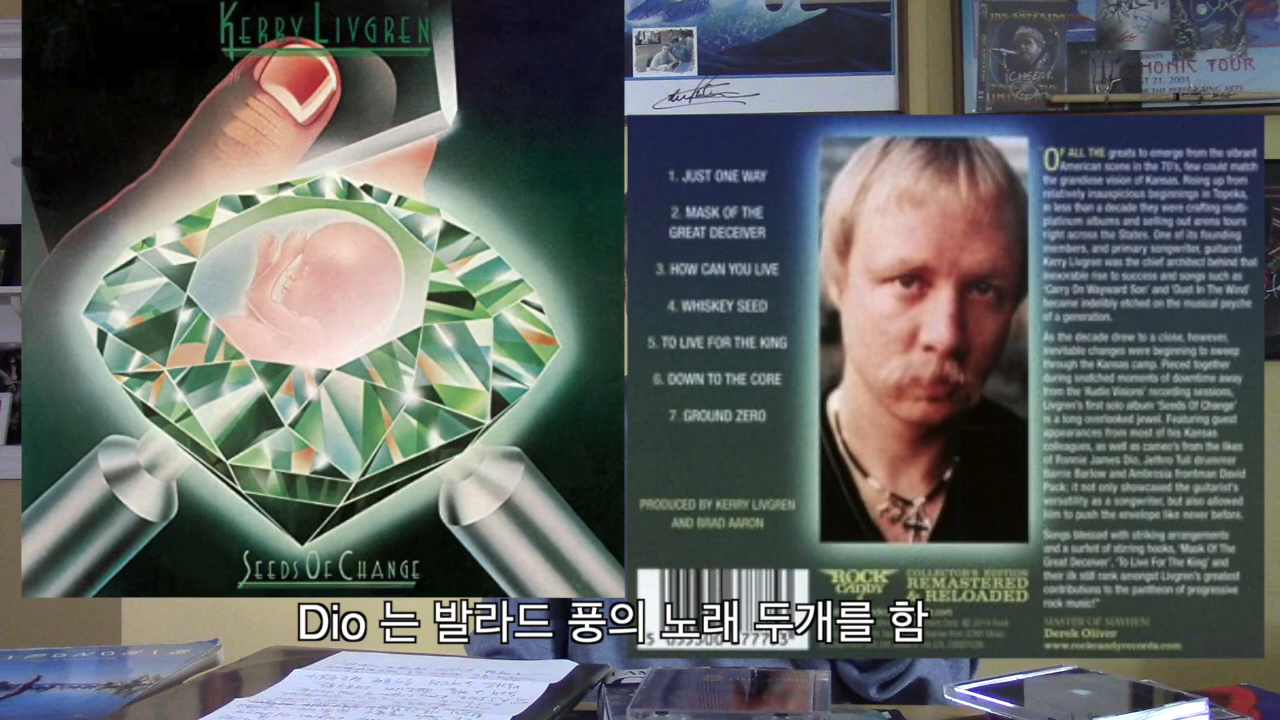 KERRY LIVGREN
SEEDS OF CHANGE
HONIC TOUR
1. JUST ONE WAY
2. MASK OF THE
GREAT DECEIVER
3. HOW CAN YOU LIVE
4. WHISKEY SEED
5. TO LIVE FOR THE KING
6. DOWN TO THE CORE
7. GROUND ZERO
PRODUCED BY KERRY LIVGREN
AND BRAD AARON
OF ALL THE greats to emerge from the vibrant
American scene in the 70's, few could match
the grandiose vision of Kansas. Rising up from
relatively inauspicious beginnings in Topeka,
in less than a decade they were crafting multi-
platinum albums and selling out arena tours
right across the States. One of its founding
members, and primary songwriter, guitarist
Kerry Livgren was the chief architect behind that
inexorable rise to success and songs such as
'Carry On Wayward Son' and 'Dust In The Wind'
become indelibly etched on the musical psyche
of a generation.
As the decade drew to a close, however,
inevitable changes were beginning to sweep
through the Kansas camp. Pieced together
during snatched moments of downtime away
from the 'Audio Visions' recording sessions,
Livgren's first solo album 'Seeds Of Change'
is a long overlooked jewel. Featuring guest
appearances from most of his Kansas
colleagues, as well as cameo's from the likes
of Ronnie James Dio, Jethro Tull drummer
Barrie Barlow and Ambrosia frontman David
Pack; it not only showcased the guitarist's
versatility as a songwriter, but also allowed
him to push the envelope like never before.
Songs blessed with striking arrangements
and a surfeit of stirring hooks, 'Mask Of The
Great Deceiver', 'To Live For The King' and
their ilk still rank amongst Livgren's greatest
contributions to the pantheon of progressive
rock music!"
MASTER OF MAYHEM
Derek Oliver
www.rockcandyrecords.com
ROCK
CANDY
COLLECTOR'S EDITION
REMASTERED
& RELOADED
Dio 는 발라드 풍의 노래 두개를 함